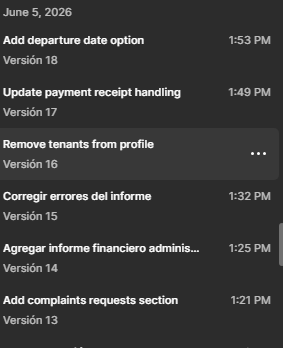 June 5, 2026
Add departure date option 1:53 PM
Versión 18
Update payment receipt handling 1:49 PM
Versión 17
Remove tenants from profile
Versión 16
Corregir errores del informe 1:32 PM
Versión 15
Agregar informe financiero adminis... 1:25 PM
Versión 14
Add complaints requests section 1:21 PM
Versión 13